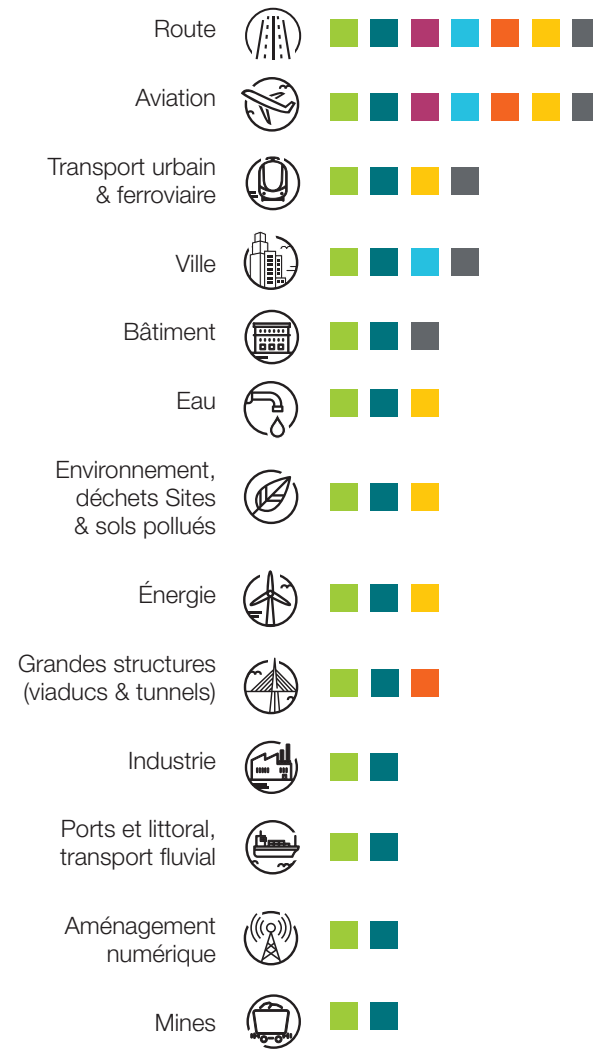 Route
Aviation
Transport urbain
& ferroviaire
Ville
Bâtiment
Eau
Environnement,
déchets Sites
& sols pollués
Énergie
Grandes structures
(viaducs & tunnels)
Industrie
Ports et littoral,
transport fluvial
Aménagement
numérique
Mines